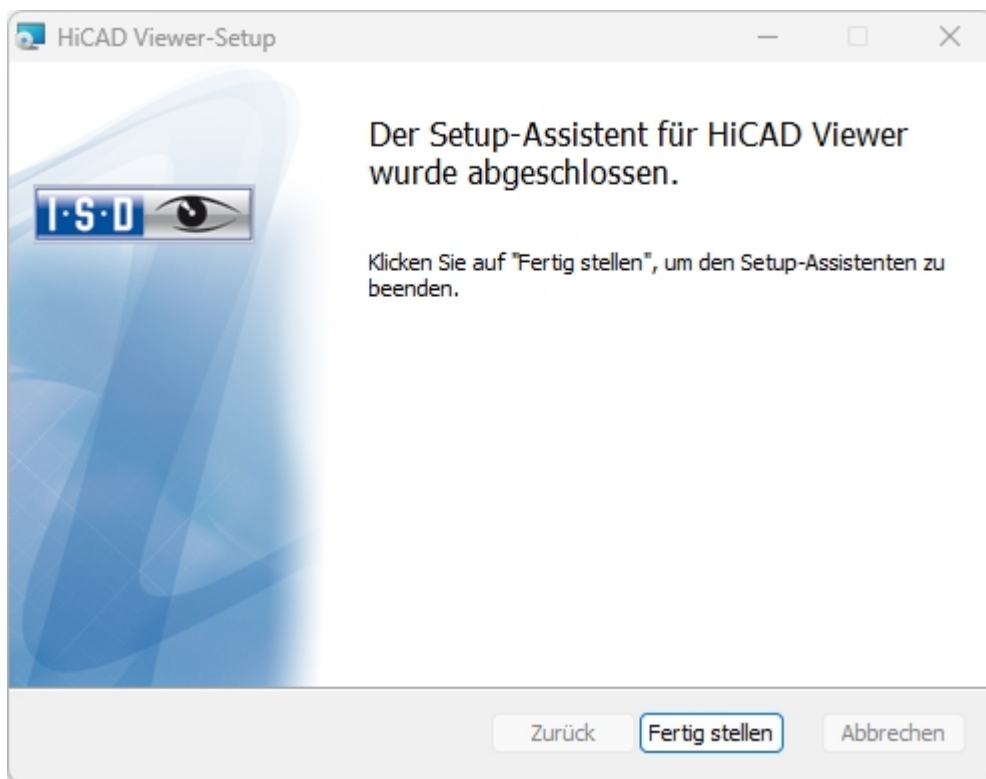 HiCAD Viewer-Setup
Der Setup-Assistent für HiCAD Viewer
wurde abgeschlossen.
I·S·D
Klicken Sie auf "Fertig stellen", um den Setup-Assistenten zu
beenden.
Zurück
Fertig stellen
Abbrechen